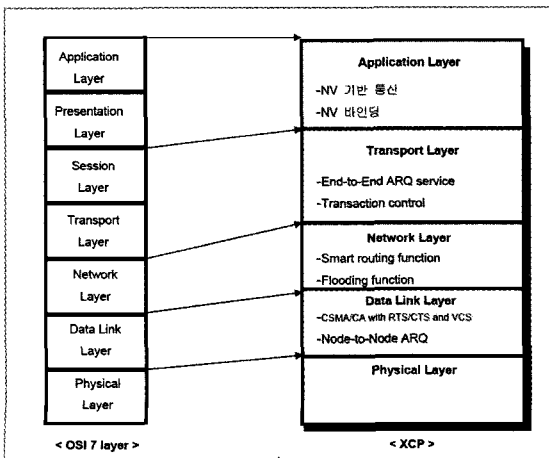 Application
Layer
Presentation
Layer
Session
Layer
Transport
Layer
Network
Layer
Data Link
Layer
Physical
Layer
< OSI 7 layer >
Application Layer
-NV 기반 통신
-NV 바인딩
Transport Layer
-End-to-End ARQ service
-Transaction control
Network Layer
-Smart routing function
-Flooding function
Data Link Layer
-CSMA/CA with RTS/CTS and VCS
-Node-to-Node ARQ
Physical Layer
< XCP >